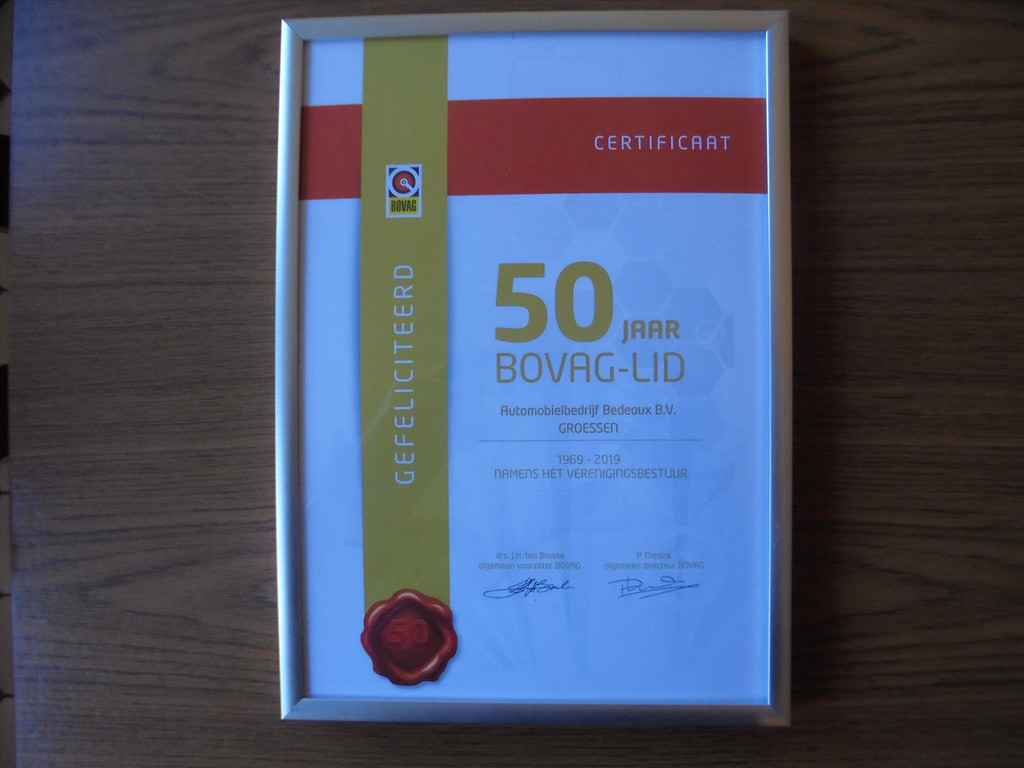 CERTIFICAAT
BOVAG
GEFELICITEERD
50 JAAR
BOVAG-LID
Automobielbedrijf Bedeaux B.V.
GROESSEN
1969 - 2019
NAMENS HET VERENIGINGSBESTUUR
algemeen voorzitter BOVAG
algemeen directeur BOVAG
50